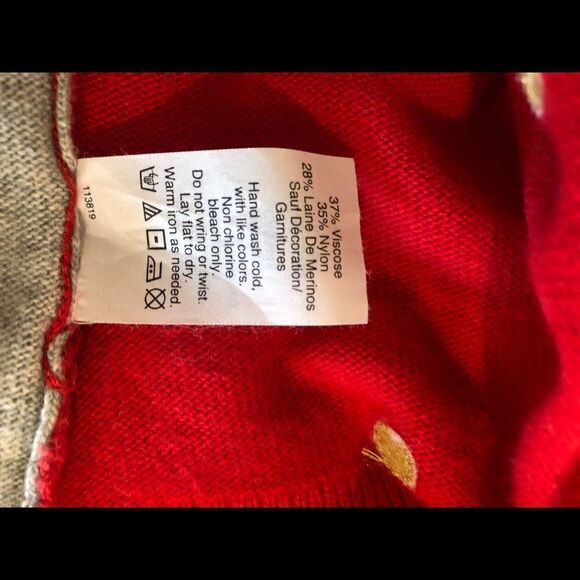 37% Viscose
35% Nylon
28% Laine De Merinos
Sauf Décoration/
Garnitures
Hand wash cold,
with like colors.
Non chlorine
bleach only.
Do not wring or twist.
Lay flat to dry.
Warm iron as needed.
113819